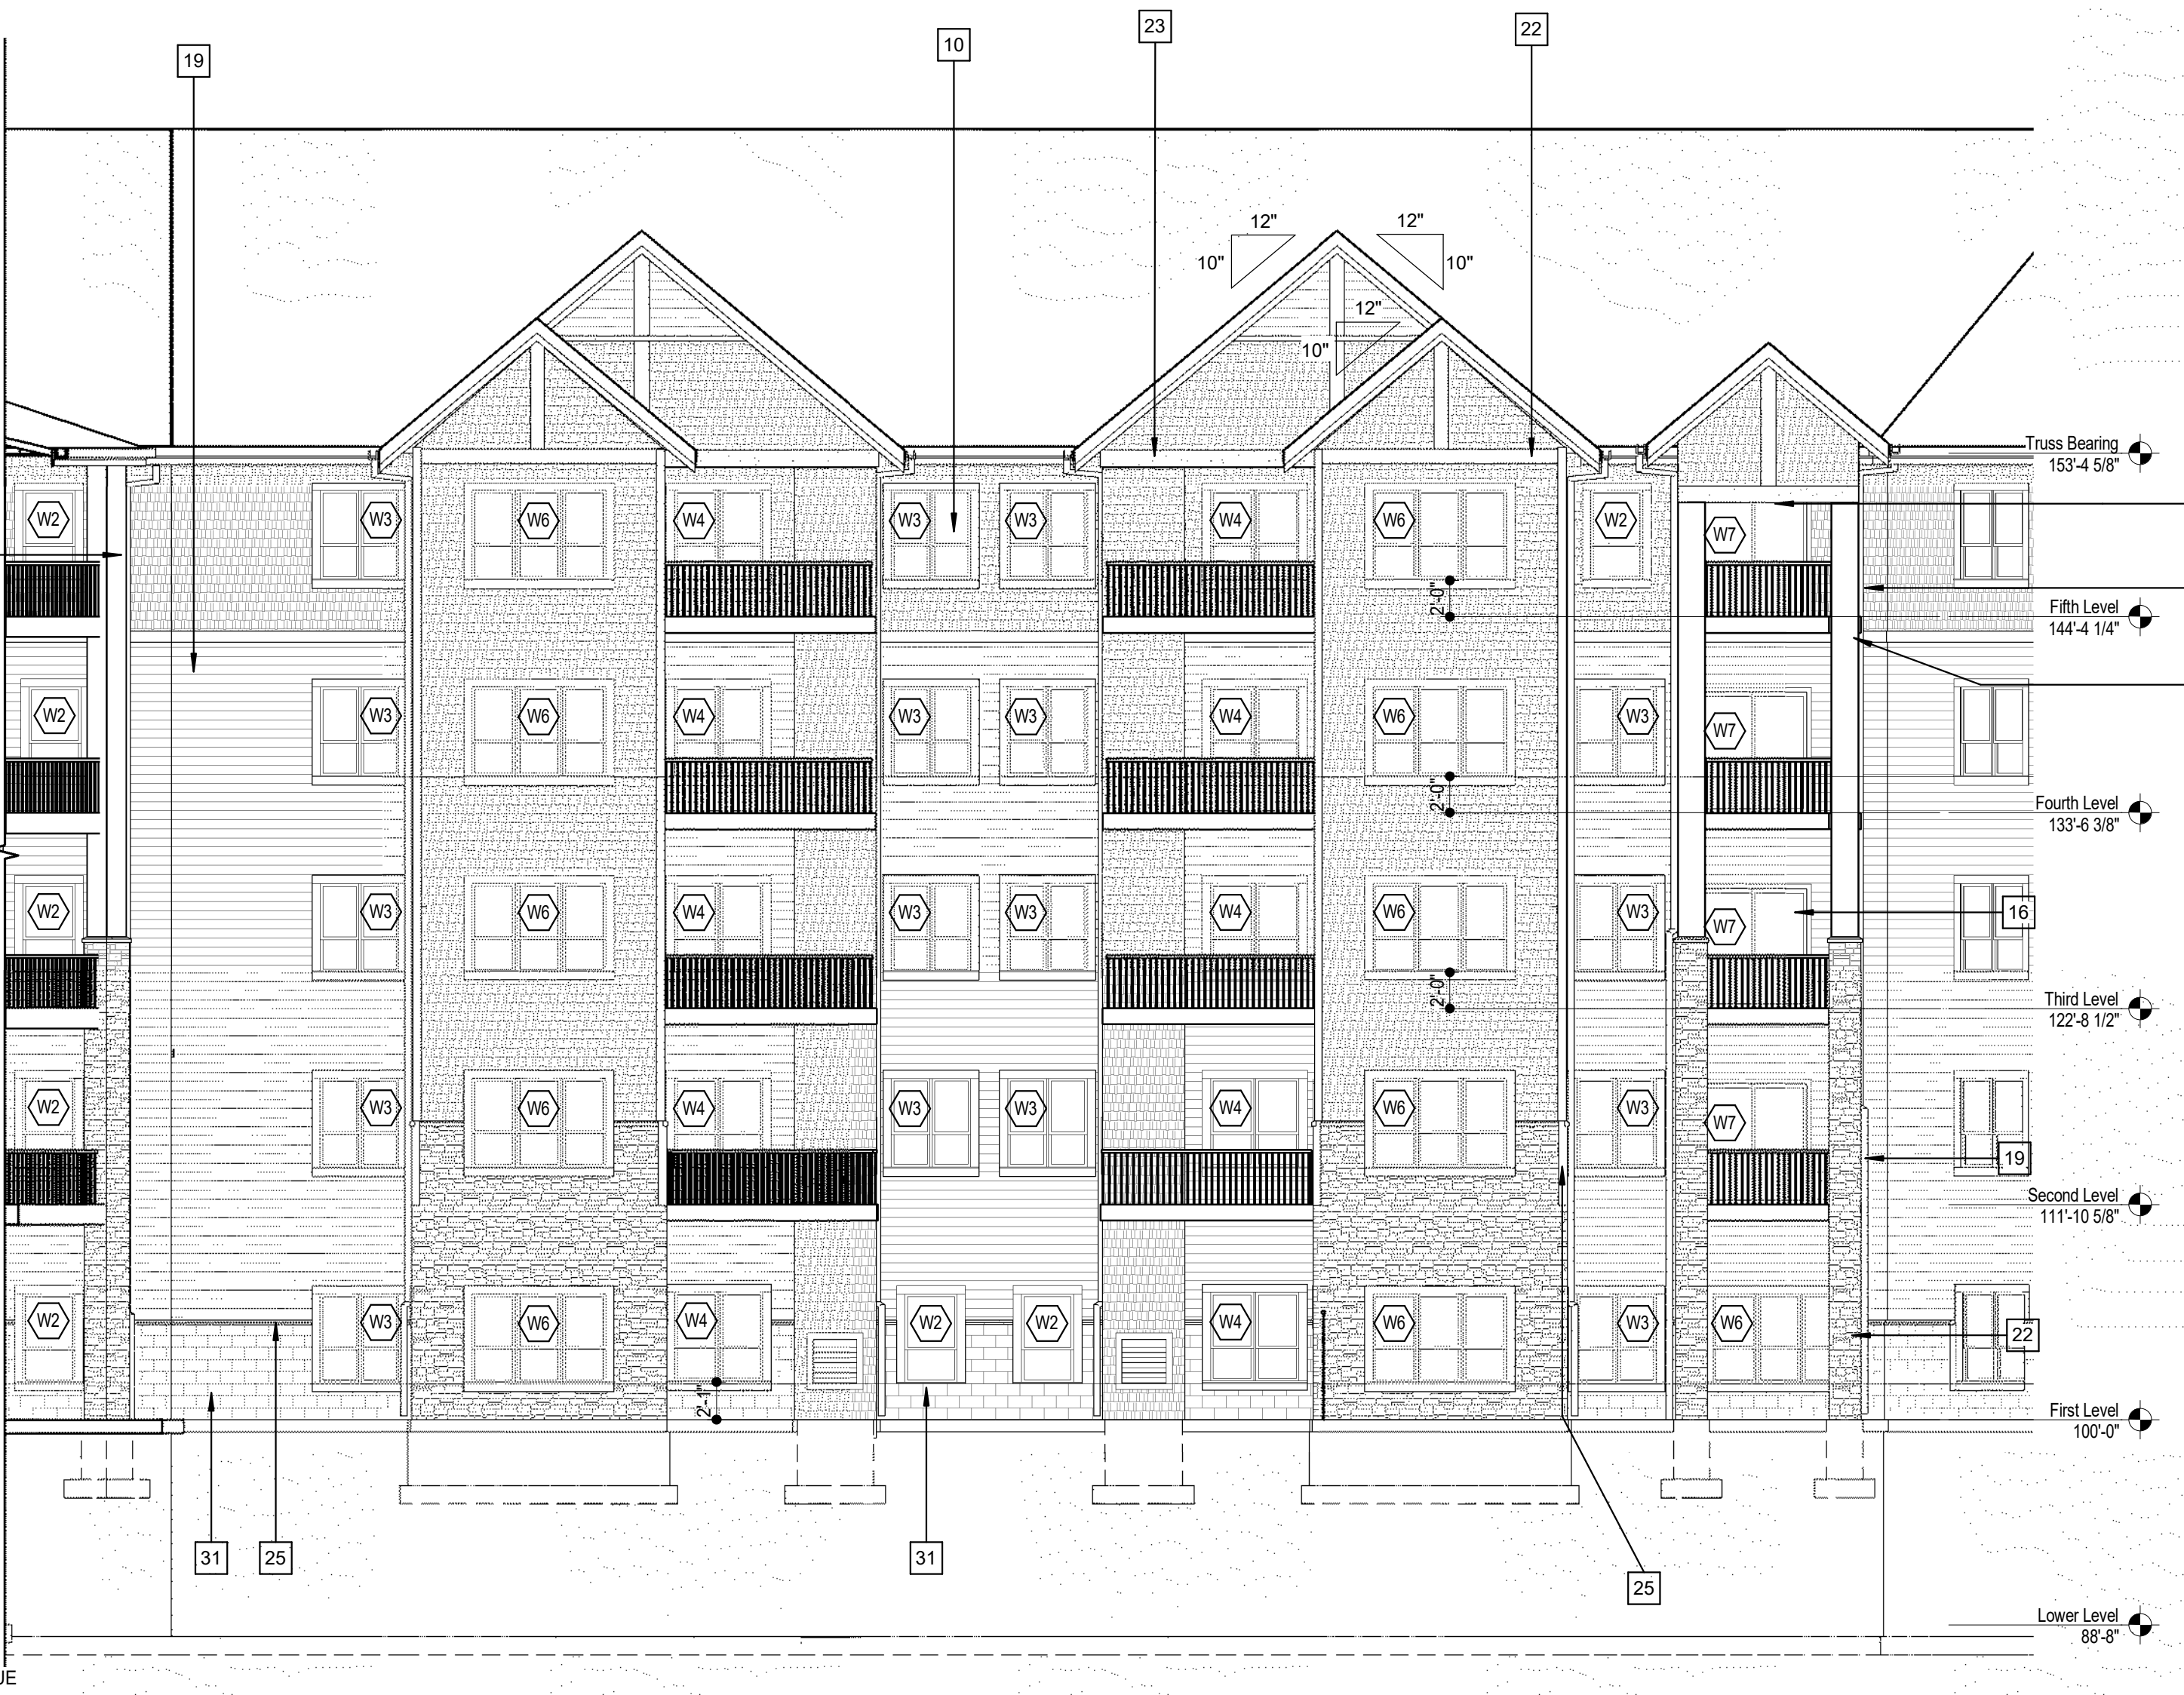 23
22
10
19
12"
12"
10"
10"
12"
10"
Truss Bearing
153'-4 5/8"
W2
W3
W6
W4
W3
W3
W4
W6
W2
W7
2'-0"
Fifth Level
144'-4 1/4"
W2
W3
W6
W4
W3
W3
W4
W6
W3
W7
2'-0"
Fourth Level
133'-6 3/8"
W2
W3
W6
W4
W3
W3
W4
W6
W3
W7
16
2'-0"
Third Level
122'-8 1/2"
W2
W3
W6
W4
W3
W3
W4
W6
W3
W7
19
Second Level
111'-10 5/8"
W2
W3
W6
W4
W2
W2
W4
W6
W3
W6
22
2'-1"
First Level
100'-0"
31
25
31
25
Lower Level
88'-8"